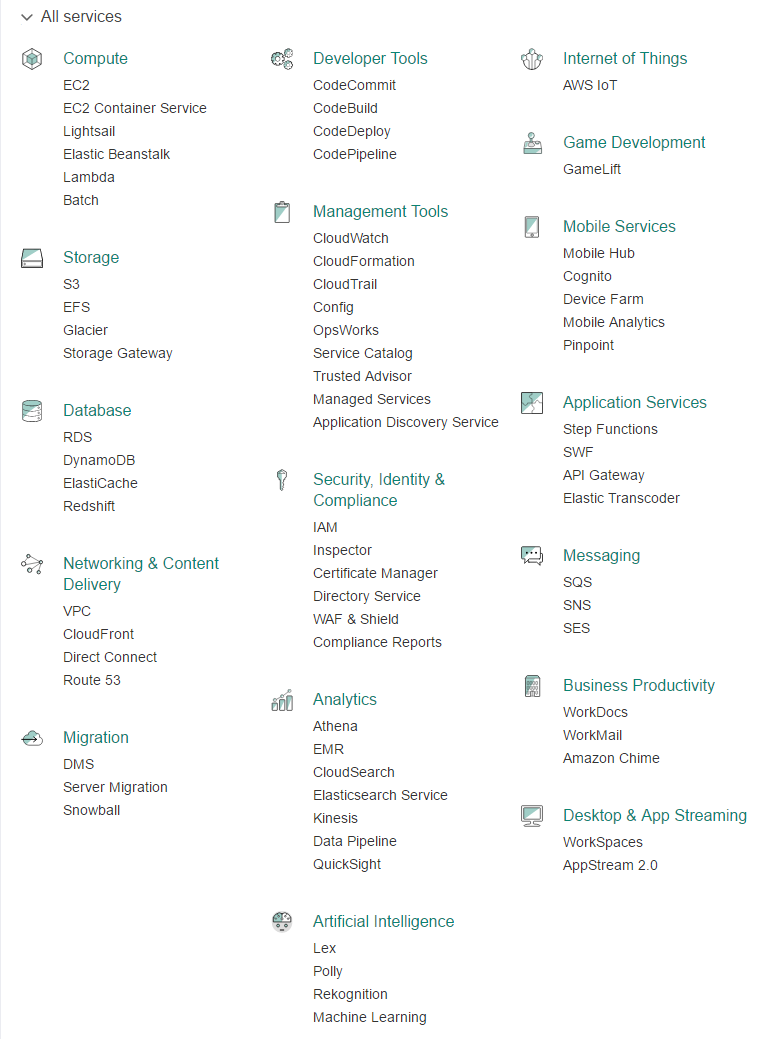 All services
Compute
EC2
EC2 Container Service
Lightsail
Elastic Beanstalk
Lambda
Batch
Storage
S3
EFS
Glacier
Storage Gateway
Database
RDS
DynamoDB
ElastiCache
Redshift
Networking & Content
Delivery
VPC
CloudFront
Direct Connect
Route 53
Migration
DMS
Server Migration
Snowball
Developer Tools
CodeCommit
CodeBuild
CodeDeploy
CodePipeline
Management Tools
CloudWatch
CloudFormation
CloudTrail
Config
OpsWorks
Service Catalog
Trusted Advisor
Managed Services
Application Discovery Service
Security, Identity &
Compliance
IAM
Inspector
Certificate Manager
Directory Service
WAF & Shield
Compliance Reports
Analytics
Athena
EMR
CloudSearch
Elasticsearch Service
Kinesis
Data Pipeline
QuickSight
Artificial Intelligence
Lex
Polly
Rekognition
Machine Learning
Internet of Things
AWS IoT
Game Development
GameLift
Mobile Services
Mobile Hub
Cognito
Device Farm
Mobile Analytics
Pinpoint
Application Services
Step Functions
SWF
API Gateway
Elastic Transcoder
Messaging
SQS
SNS
SES
Business Productivity
WorkDocs
WorkMail
Amazon Chime
Desktop & App Streaming
WorkSpaces
AppStream 2.0